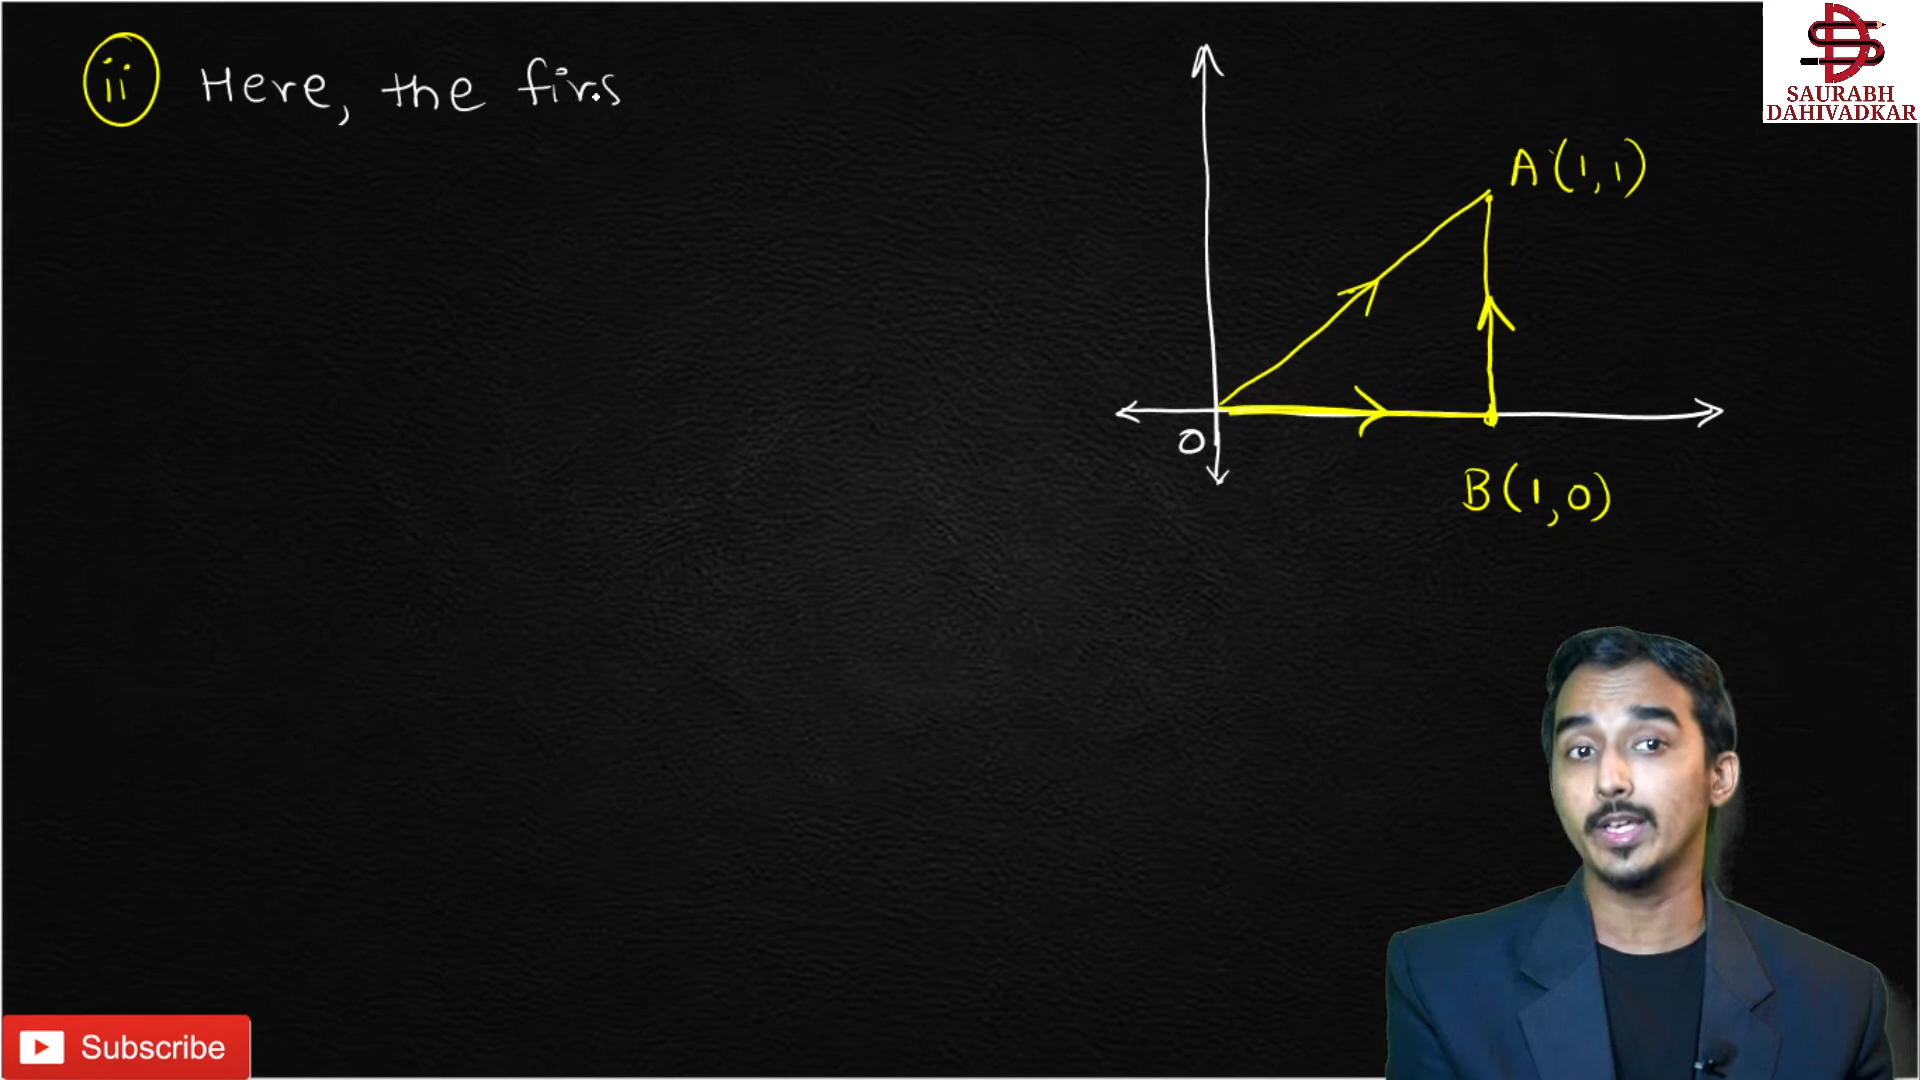 ii Here, the firs
SAURABH
DAHIVADKAR
A(1,1)
O
B(1,0)
Subscribe